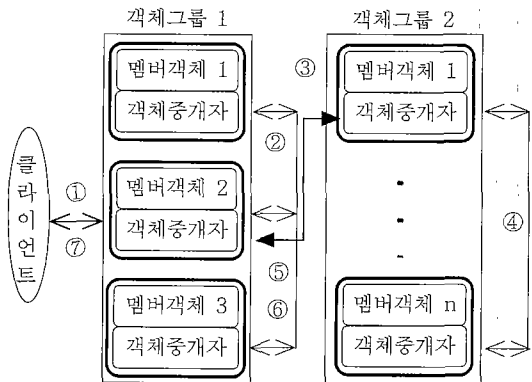 객체그룹 1
멤버객체 1
객체중개자
②
멤버객체 2
객체중개자
⑤
⑥
멤버객체 3
객체중개자
클라이언트
①
⑦
객체그룹 2
③
멤버객체 1
객체중개자
④
멤버객체 n
객체중개자